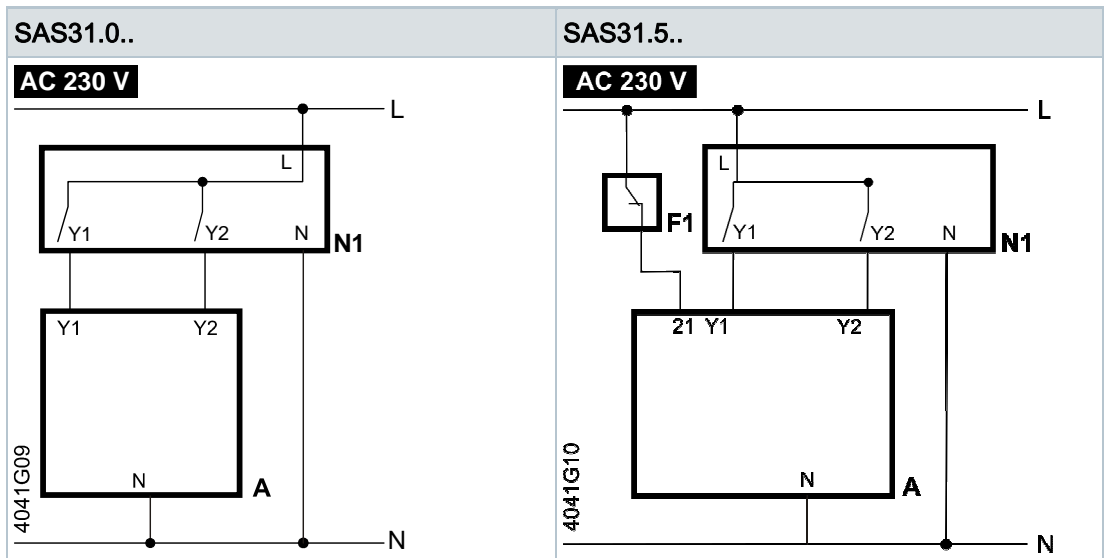 SAS31.0..
SAS31.5..
AC 230 V
L
L
Y1
Y2
N
N1
Y1
Y2
N
A
N
4041G09
AC 230 V
L
F1
L
Y1
Y2
N
N1
21 Y1
Y2
N
A
N
4041G10